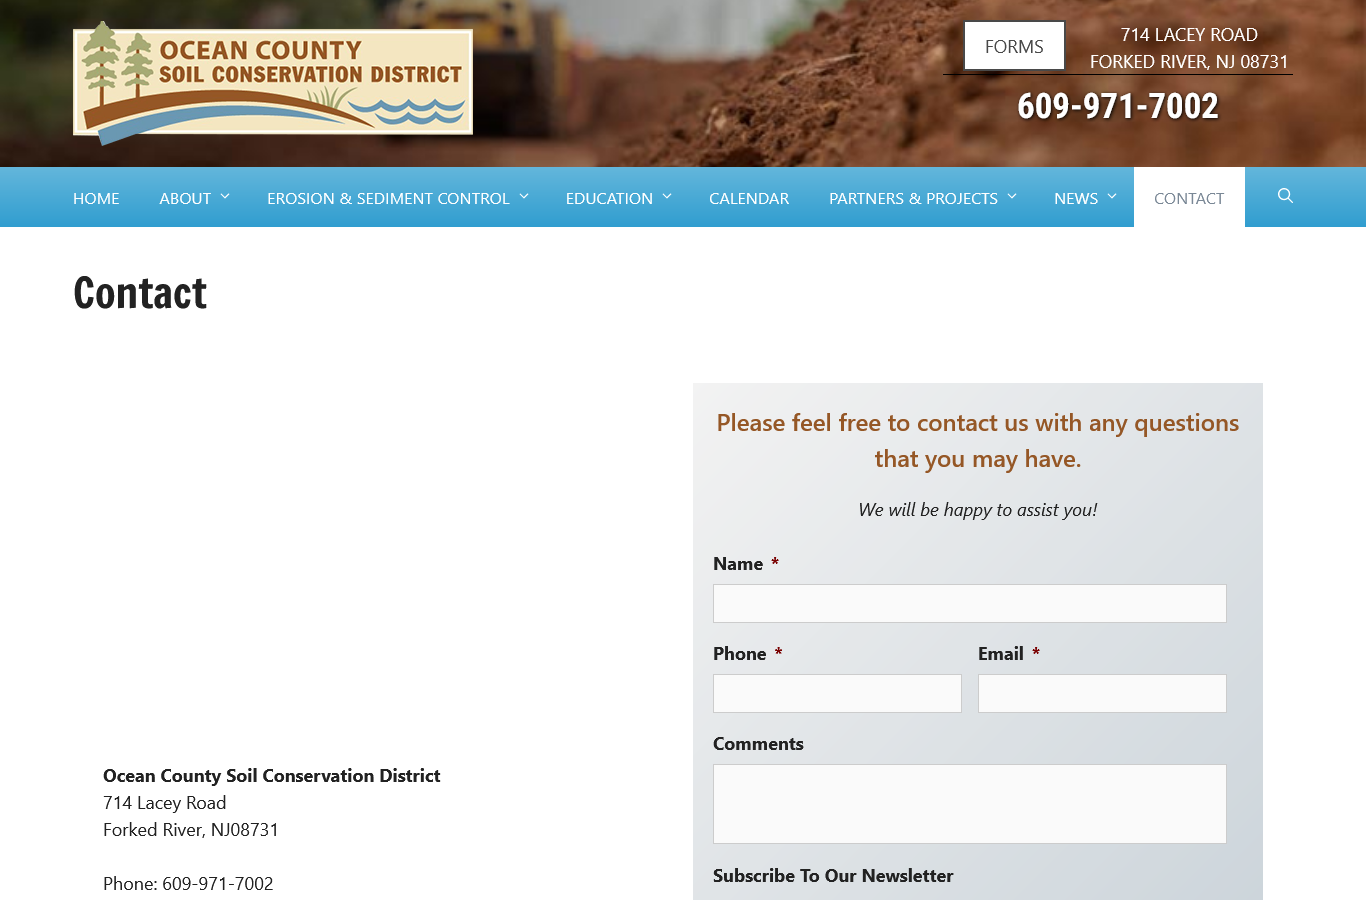 OCEAN COUNTY
SOIL CONSERVATION DISTRICT
FORMS
714 LACEY ROAD
FORKED RIVER, NJ 08731
609-971-7002
HOME
ABOUT
EROSION & SEDIMENT CONTROL
EDUCATION
CALENDAR
PARTNERS & PROJECTS
NEWS
CONTACT
Contact
Please feel free to contact us with any questions
that you may have.
We will be happy to assist you!
Name *
Phone *
Email *
Comments
Subscribe To Our Newsletter
Ocean County Soil Conservation District
714 Lacey Road
Forked River, NJ08731
Phone: 609-971-7002